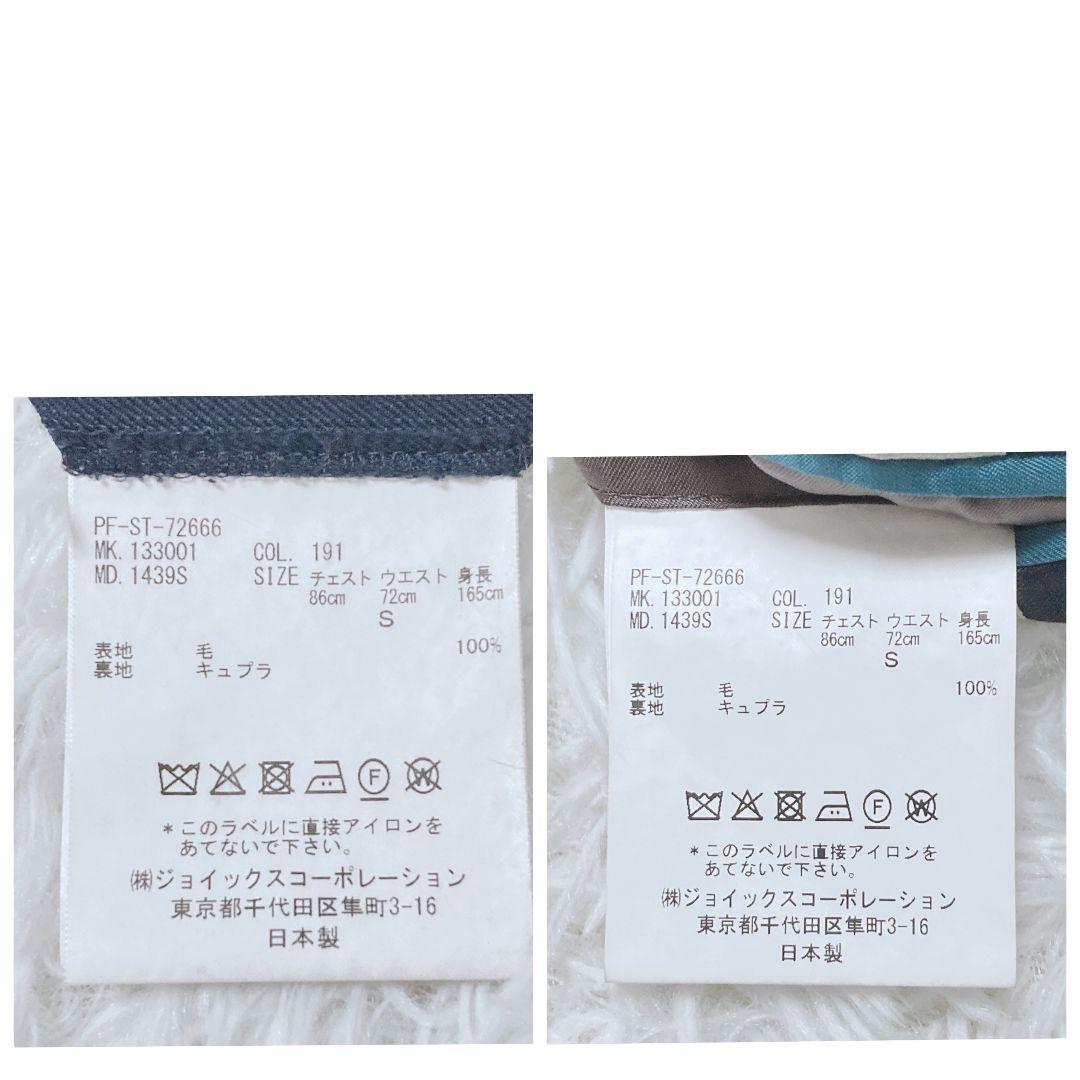 PF-ST-72666
MK. 133001 COL. 191
MD. 1439S SIZE チェスト ウエスト 身長
86cm 72cm 165cm
S
表地 毛 100%
裏地 キュプラ
F W
*このラベルに直接アイロンを
あてないで下さい。
㈱ジョイックスコーポレーション
東京都千代田区隼町3-16
日本製
PF-ST-72666
MK. 133001 COL. 191
MD. 1439S SIZE チェスト ウエスト 身長
86cm 72cm 165cm
S
表地 毛 100%
裏地 キュプラ
F W
*このラベルに直接アイロンを
あてないで下さい。
㈱ジョイックスコーポレーション
東京都千代田区隼町3-16
日本製